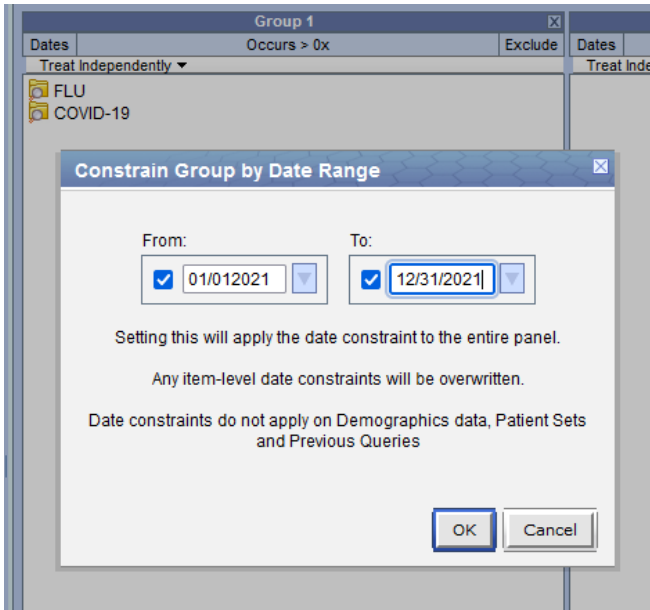 Group 1 X
Dates Occurs > 0x Exclude Dates
Treat Independently Treat Inde
FLU
COVID-19
Constrain Group by Date Range
From: To:
01/012021 12/31/2021
Setting this will apply the date constraint to the entire panel.
Any item-level date constraints will be overwritten.
Date constraints do not apply on Demographics data, Patient Sets
and Previous Queries
OK Cancel